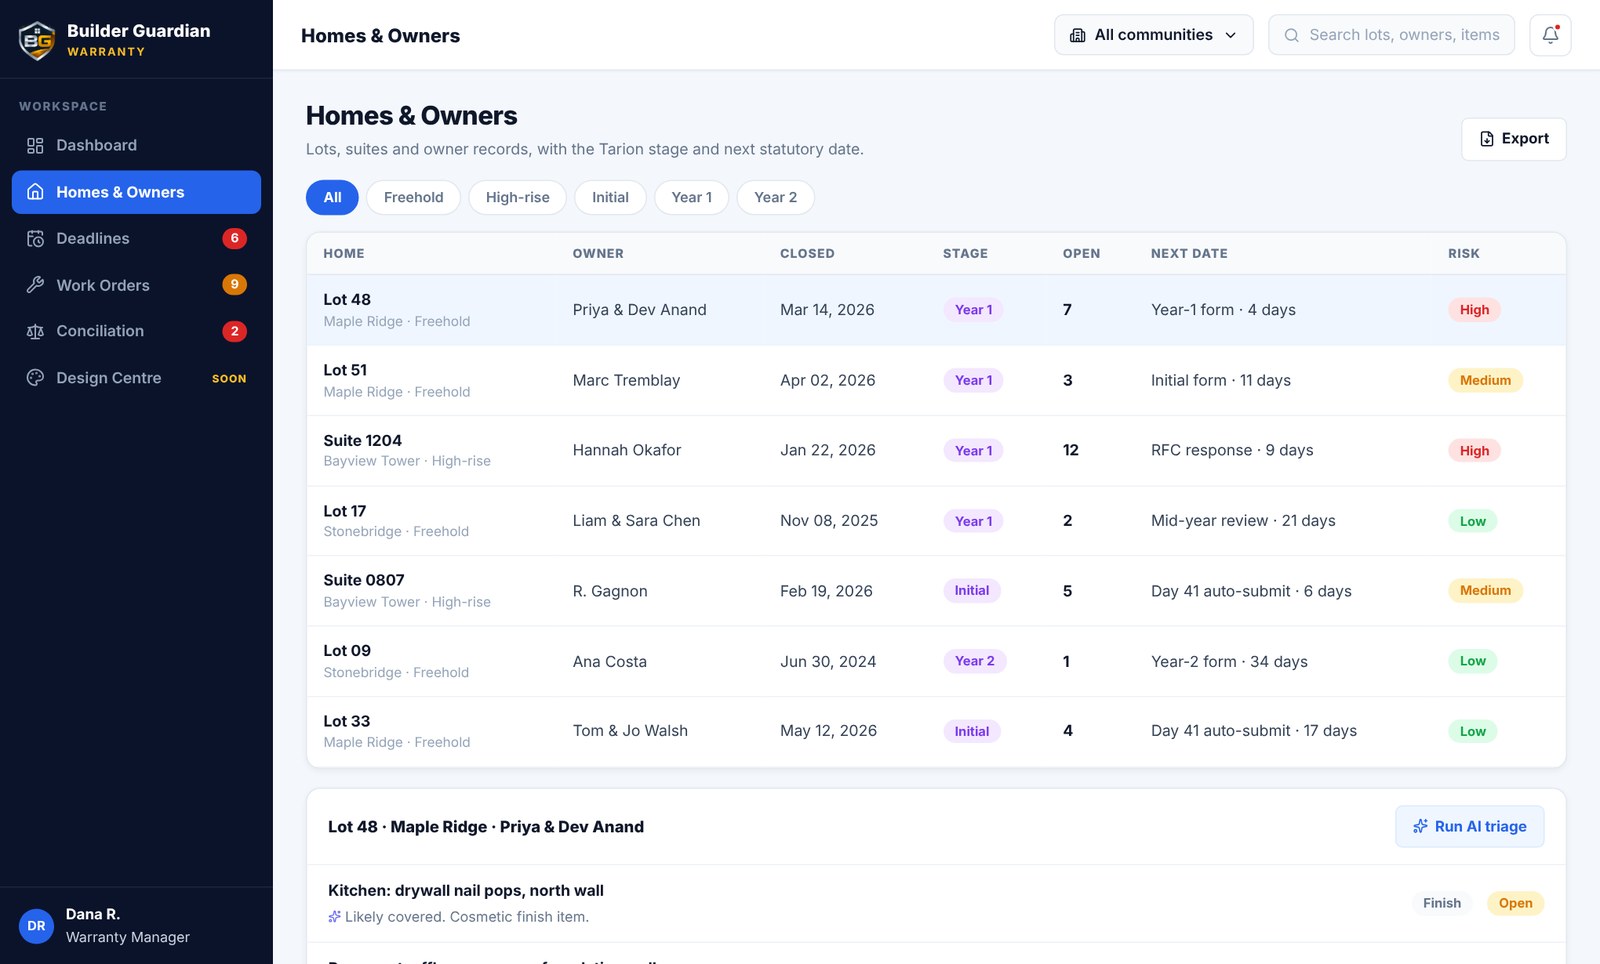 BG
Builder Guardian
WARRANTY
WORKSPACE
Dashboard
Homes & Owners
Deadlines 6
Work Orders 9
Conciliation 2
Design Centre SOON
DR
Dana R.
Warranty Manager
Homes & Owners
All communities
Search lots, owners, items
Homes & Owners
Lots, suites and owner records, with the Tarion stage and next statutory date.
Export
All Freehold High-rise Initial Year 1 Year 2
HOME OWNER CLOSED STAGE OPEN NEXT DATE RISK
Lot 48
Maple Ridge · Freehold
Priya & Dev Anand Mar 14, 2026 Year 1 7 Year-1 form · 4 days High
Lot 51
Maple Ridge · Freehold
Marc Tremblay Apr 02, 2026 Year 1 3 Initial form · 11 days Medium
Suite 1204
Bayview Tower · High-rise
Hannah Okafor Jan 22, 2026 Year 1 12 RFC response · 9 days High
Lot 17
Stonebridge · Freehold
Liam & Sara Chen Nov 08, 2025 Year 1 2 Mid-year review · 21 days Low
Suite 0807
Bayview Tower · High-rise
R. Gagnon Feb 19, 2026 Initial 5 Day 41 auto-submit · 6 days Medium
Lot 09
Stonebridge · Freehold
Ana Costa Jun 30, 2024 Year 2 1 Year-2 form · 34 days Low
Lot 33
Maple Ridge · Freehold
Tom & Jo Walsh May 12, 2026 Initial 4 Day 41 auto-submit · 17 days Low
Lot 48 · Maple Ridge · Priya & Dev Anand
Run AI triage
Kitchen: drywall nail pops, north wall
Likely covered. Cosmetic finish item.
Finish Open